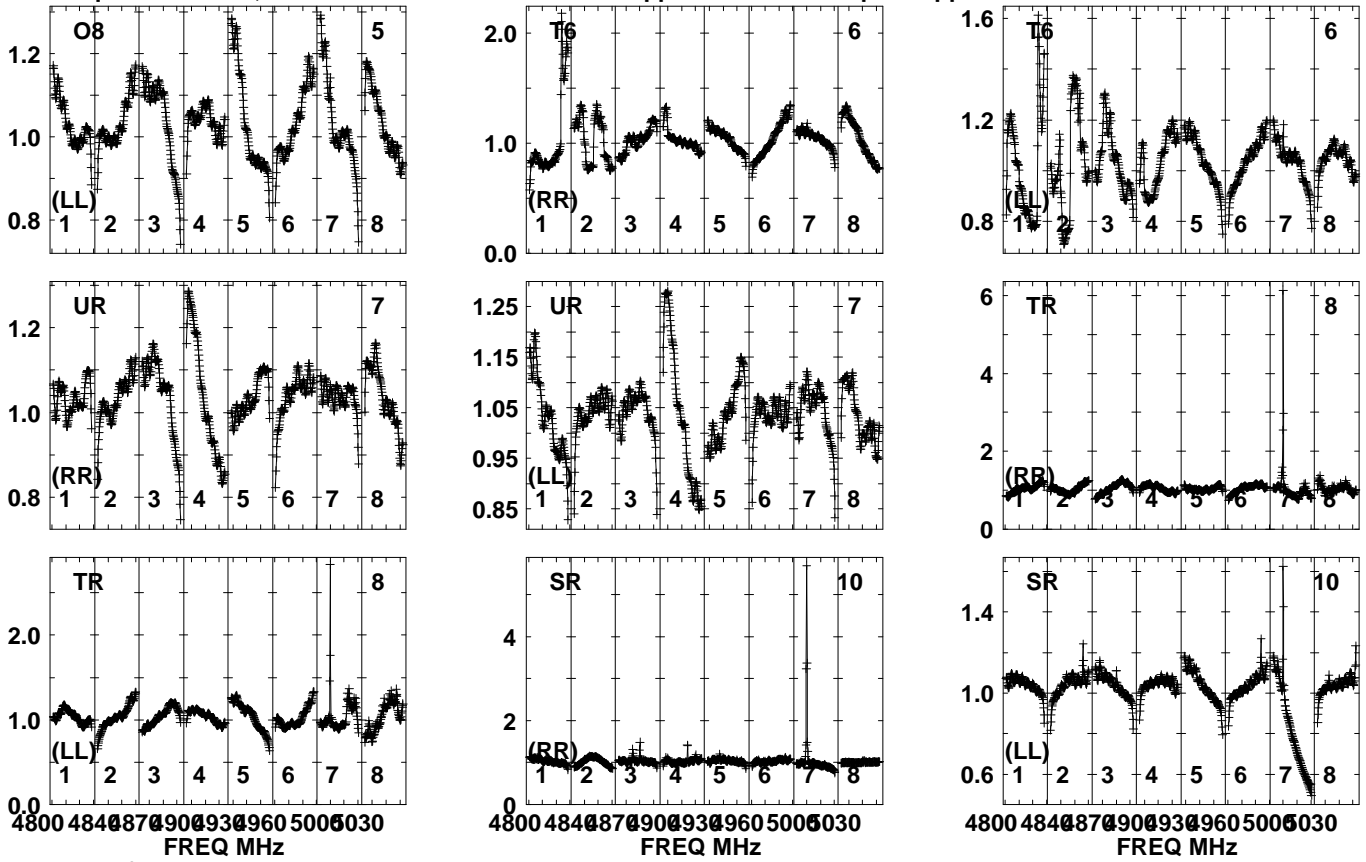 O8 5
1.2
1.0
0.8
(LL)
1 2 3 4 5 6 7 8
T6 6
2.0
1.0
0.0
(RR)
1 2 3 4 5 6 7 8
T6 6
1.6
1.2
0.8
(LL)
1 2 3 4 5 6 7 8
UR 7
1.2
1.0
0.8
(RR)
1 2 3 4 5 6 7 8
UR 7
1.25
1.15
1.05
0.95
0.85
(LL)
1 2 3 4 5 6 7 8
TR 8
6
4
2
0
(RR)
1 2 3 4 5 6 7 8
TR 8
2.0
1.0
0.0
(LL)
1 2 3 4 5 6 7 8
4800 4840 4870 4900 4930 4960 5000 5030
FREQ MHz
SR 10
4
2
0
(RR)
1 2 3 4 5 6 7 8
4800 4840 4870 4900 4930 4960 5000 5030
FREQ MHz
SR 10
1.4
1.0
0.6
(LL)
1 2 3 4 5 6 7 8
4800 4840 4870 4900 4930 4960 5000 5030
FREQ MHz